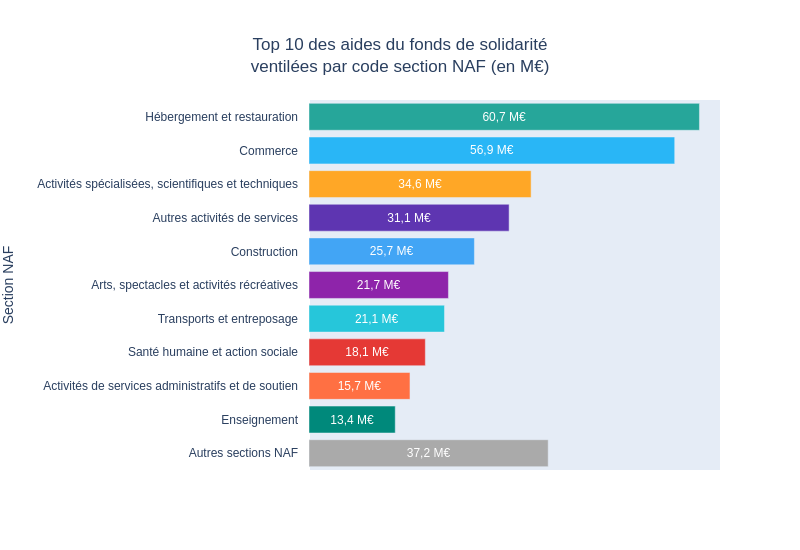 Top 10 des aides du fonds de solidarité
ventilées par code section NAF (en M€)
Section NAF
Hébergement et restauration 60,7 M€
Commerce 56,9 M€
Activités spécialisées, scientifiques et techniques 34,6 M€
Autres activités de services 31,1 M€
Construction 25,7 M€
Arts, spectacles et activités récréatives 21,7 M€
Transports et entreposage 21,1 M€
Santé humaine et action sociale 18,1 M€
Activités de services administratifs et de soutien 15,7 M€
Enseignement 13,4 M€
Autres sections NAF 37,2 M€